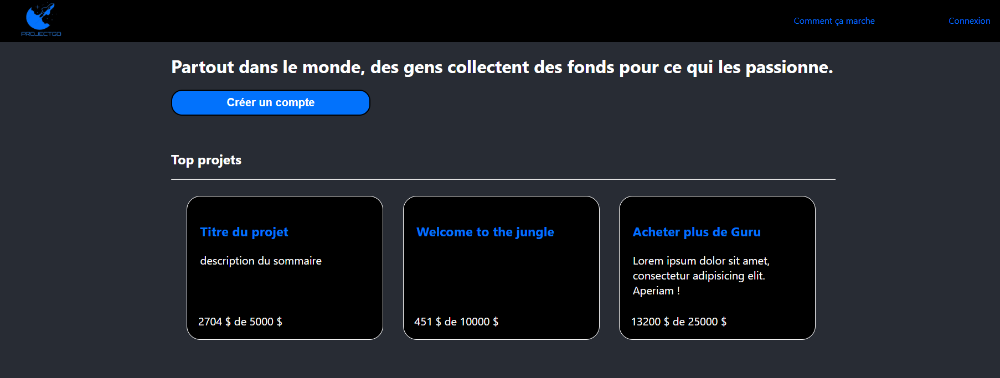 PROJECTGO
Comment ça marche
Connexion
Partout dans le monde, des gens collectent des fonds pour ce qui les passionne.
Créer un compte
Top projets
Titre du projet
description du sommaire
2704 $ de 5000 $
Welcome to the jungle
451 $ de 10000 $
Acheter plus de Guru
Lorem ipsum dolor sit amet,
consectetur adipisicing elit.
Aperiam !
13200 $ de 25000 $